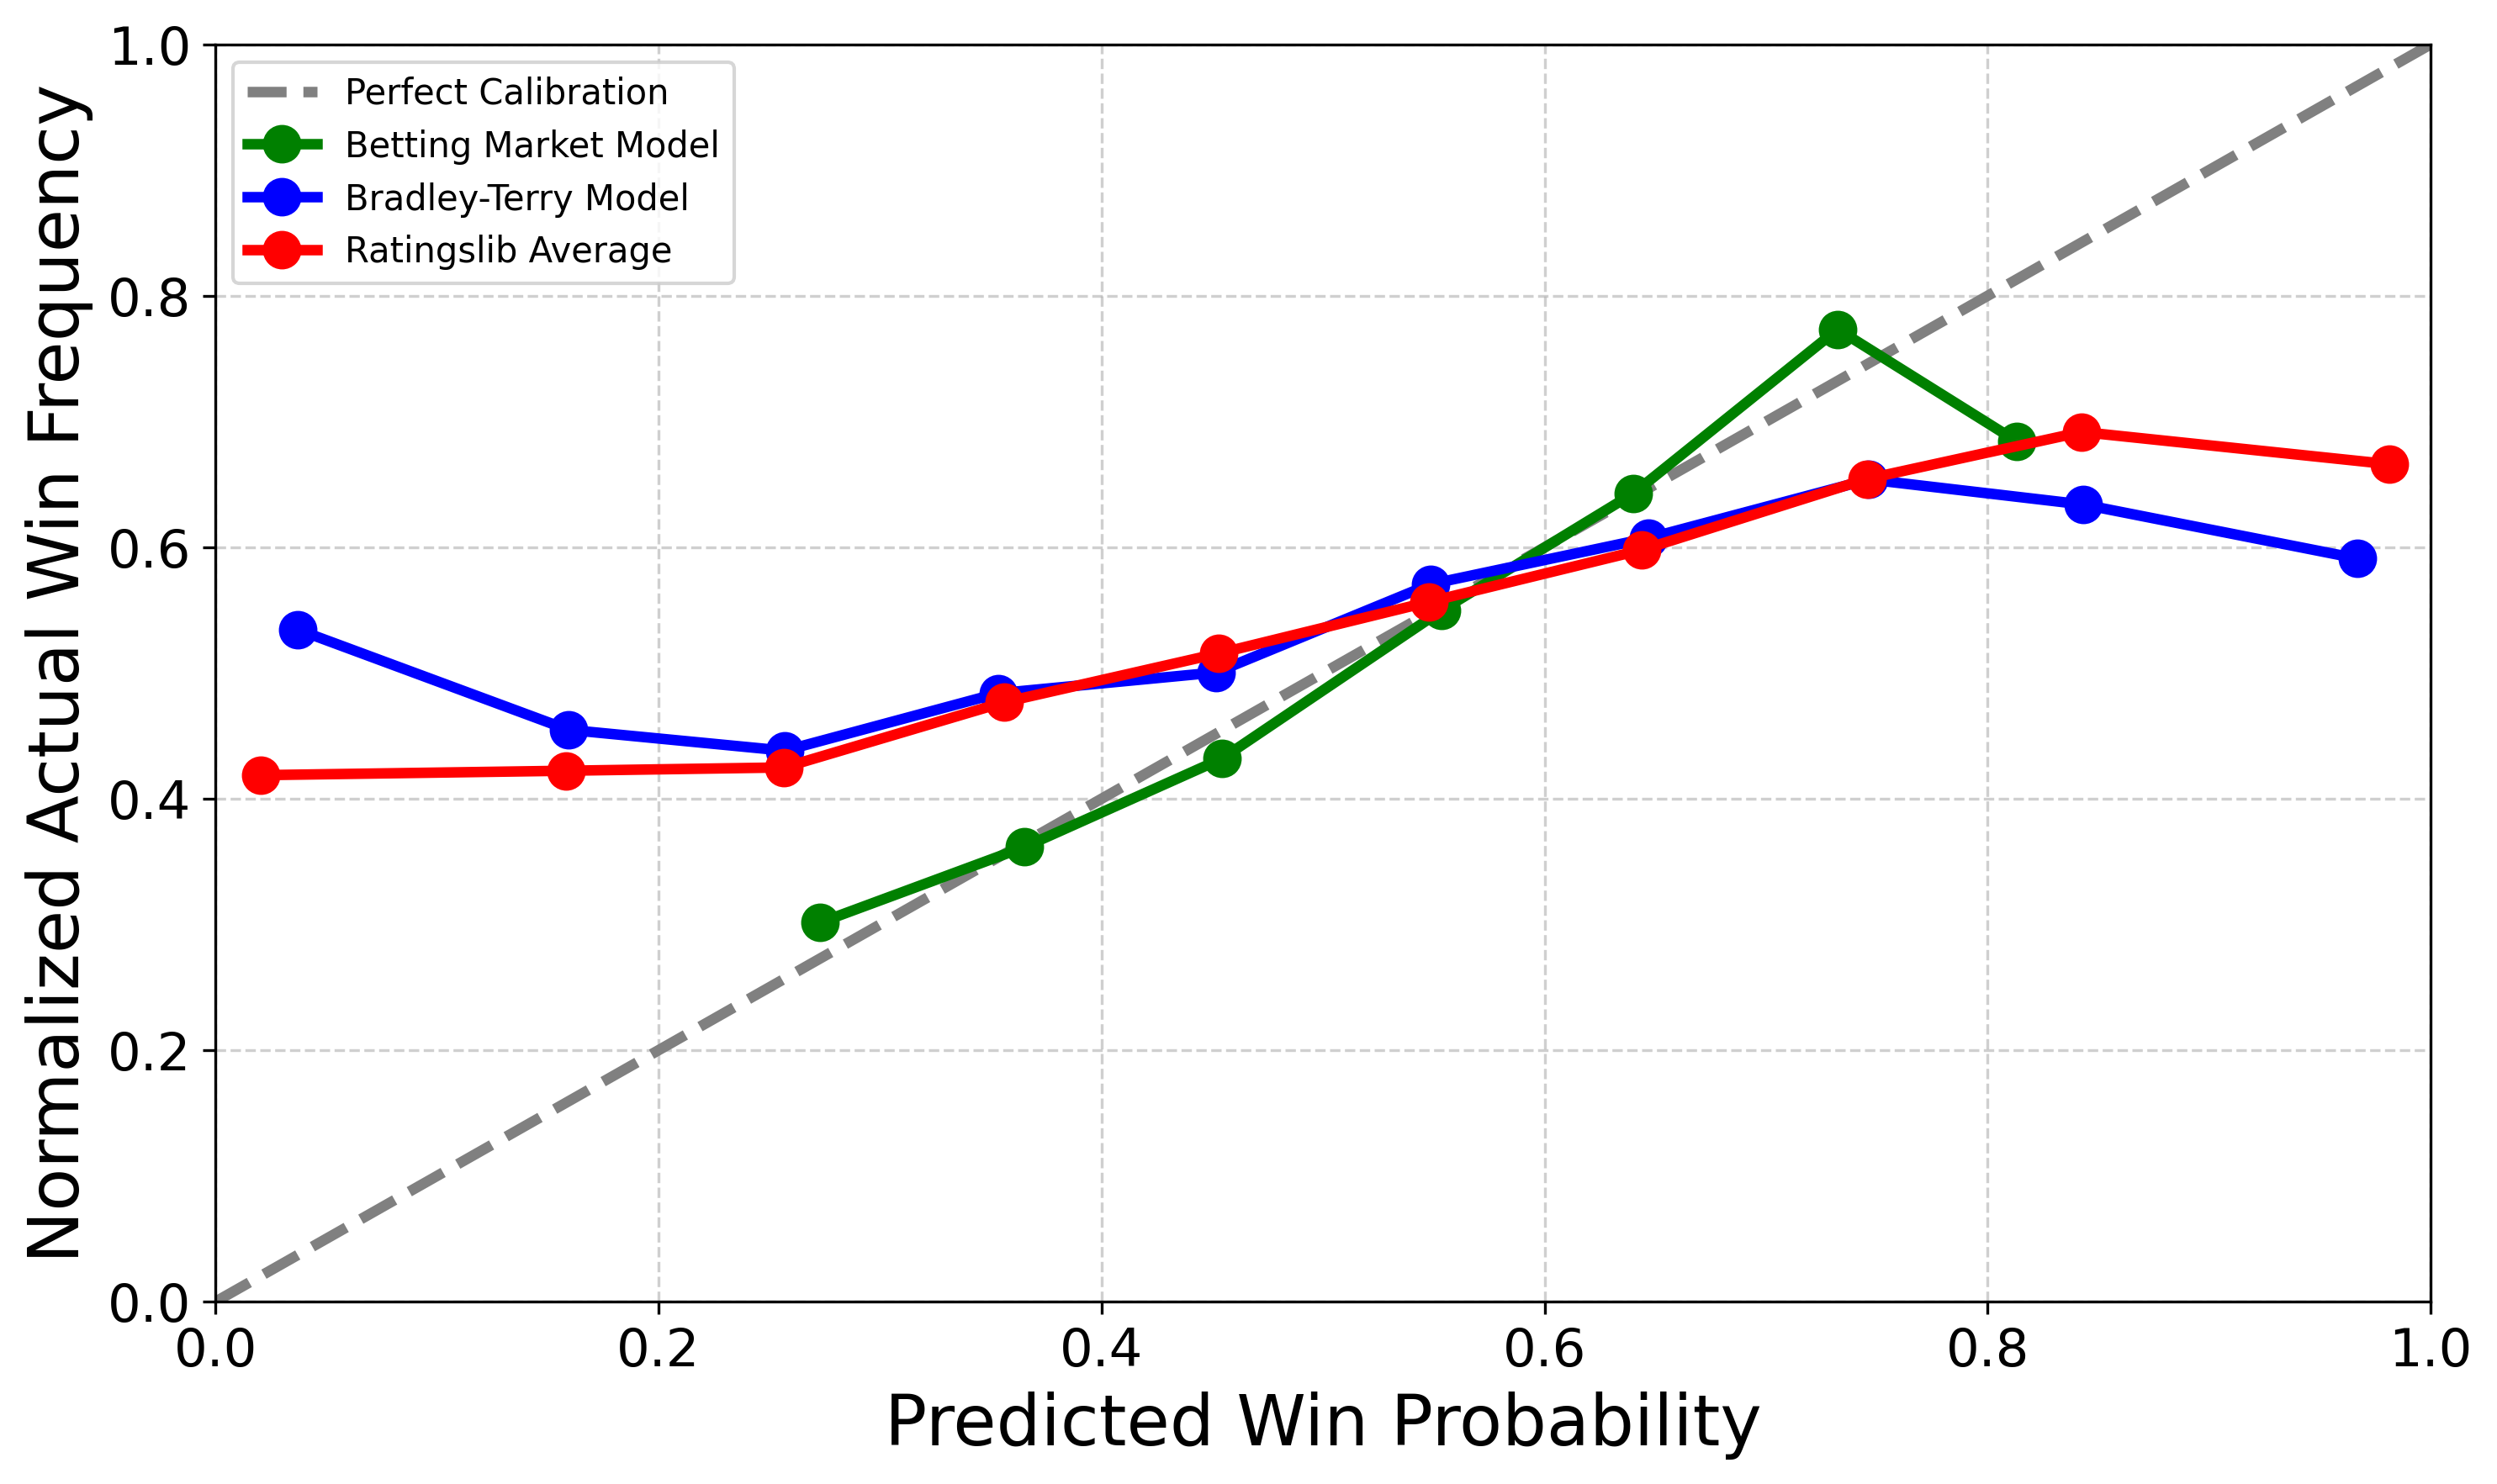 Normalized Actual Win Frequency
1.0
0.8
0.6
0.4
0.2
0.0
Perfect Calibration
Betting Market Model
Bradley-Terry Model
Ratingslib Average
0.0 0.2 0.4 0.6 0.8 1.0
Predicted Win Probability